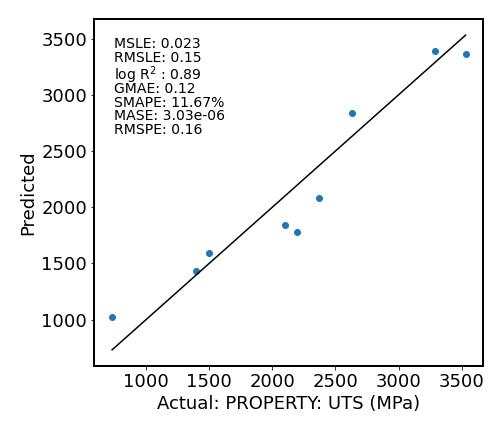 MSLE: 0.023
RMSLE: 0.15
log R² : 0.89
GMAE: 0.12
SMAPE: 11.67%
MASE: 3.03e-06
RMSPE: 0.16
3500
3000
2500
2000
1500
1000
Predicted
1000 1500 2000 2500 3000 3500
Actual: PROPERTY: UTS (MPa)